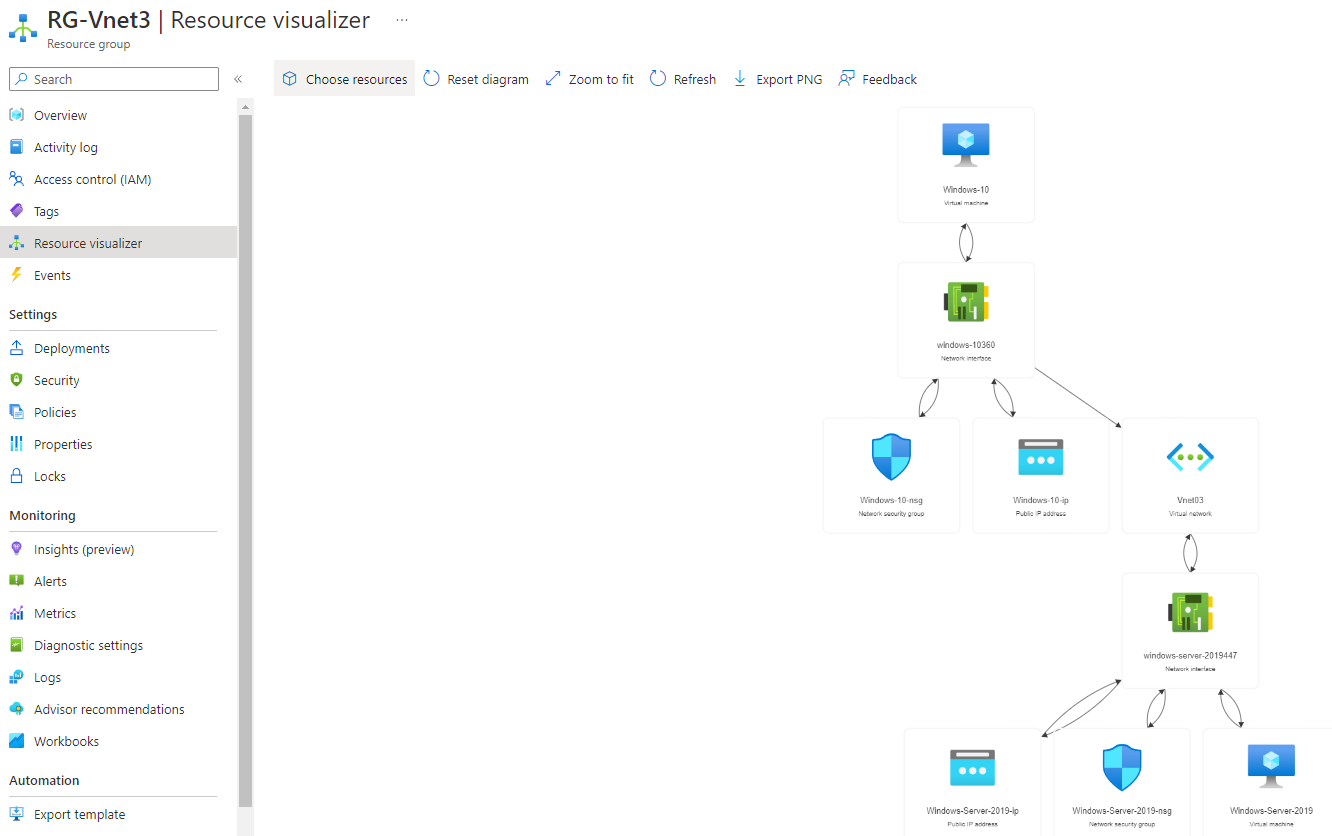 RG-Vnet3 | Resource visualizer ...
Resource group
Search
«
Choose resources
Reset diagram
Zoom to fit
Refresh
Export PNG
Feedback
Overview
Activity log
Access control (IAM)
Tags
Resource visualizer
Events
Settings
Deployments
Security
Policies
Properties
Locks
Monitoring
Insights (preview)
Alerts
Metrics
Diagnostic settings
Logs
Advisor recommendations
Workbooks
Automation
Export template
Windows-10
Virtual machine
windows-10360
Network interface
Windows-10-nsg
Network security group
Windows-10-ip
Public IP address
Vnet03
Virtual network
windows-server-2019447
Network interface
Windows-Server-2019-ip
Public IP address
Windows-Server-2019-nsg
Network security group
Windows-Server-2019
Virtual machine